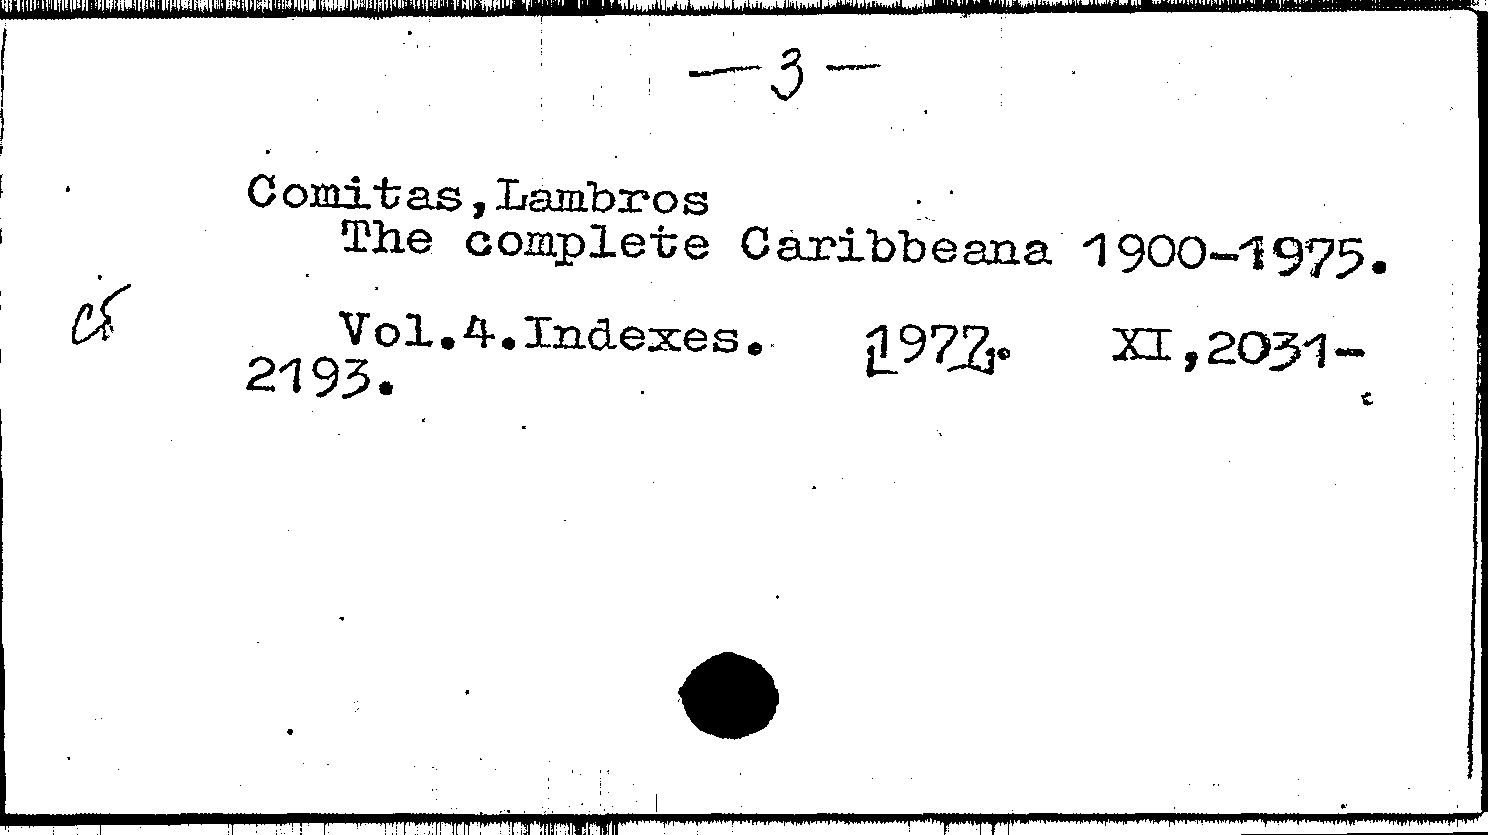 — 3 —
Comitas,Lambros
The complete Caribbeana 1900-1975.
Vol.4.Indexes. [1977]. XI,2031-
2193.